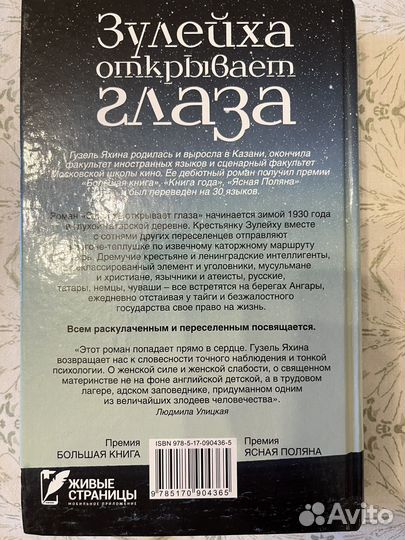 Зулейха
открывает
глаза
Гузель Яхина родилась и выросла в Казани, окончила
факультет иностранных языков и сценарный факультет
Московской школы кино. Ее дебютный роман получил премии
«Большая книга», «Книга года», «Ясная Поляна»
и был переведен на 30 языков.
Роман « открывает глаза» начинается зимой 1930 года
в глухой татарской деревне. Крестьянку Зулейху вместе
с сотнями других переселенцев отправляют
по извечному каторжному маршруту
Дремучие крестьяне и ленинградские интеллигенты,
деклассированный элемент и уголовники, мусульмане
и христиане, язычники и атеисты, русские,
татары, немцы, чуваши – все встретятся на берегах Ангары,
ежедневно отстаивая у тайги и безжалостного
государства свое право на жизнь.
Всем раскулаченным и переселенным посвящается.
«Этот роман попадает прямо в сердце. Гузель Яхина
возвращает нас к словесности точного наблюдения и тонкой
психологии. О женской силе и женской слабости, о священном
материнстве не на фоне английской детской, а в трудовом
лагере, адском заповеднике, придуманном одним
из величайших злодеев человечества».
Людмила Улицкая
Премия
БОЛЬШАЯ КНИГА
ISBN 978-5-17-090436-5
9 785170 904365
Премия
ЯСНАЯ ПОЛЯНА
ЖИВЫЕ
СТРАНИЦЫ
МОБИЛЬНОЕ ПРИЛОЖЕНИЕ
Avito